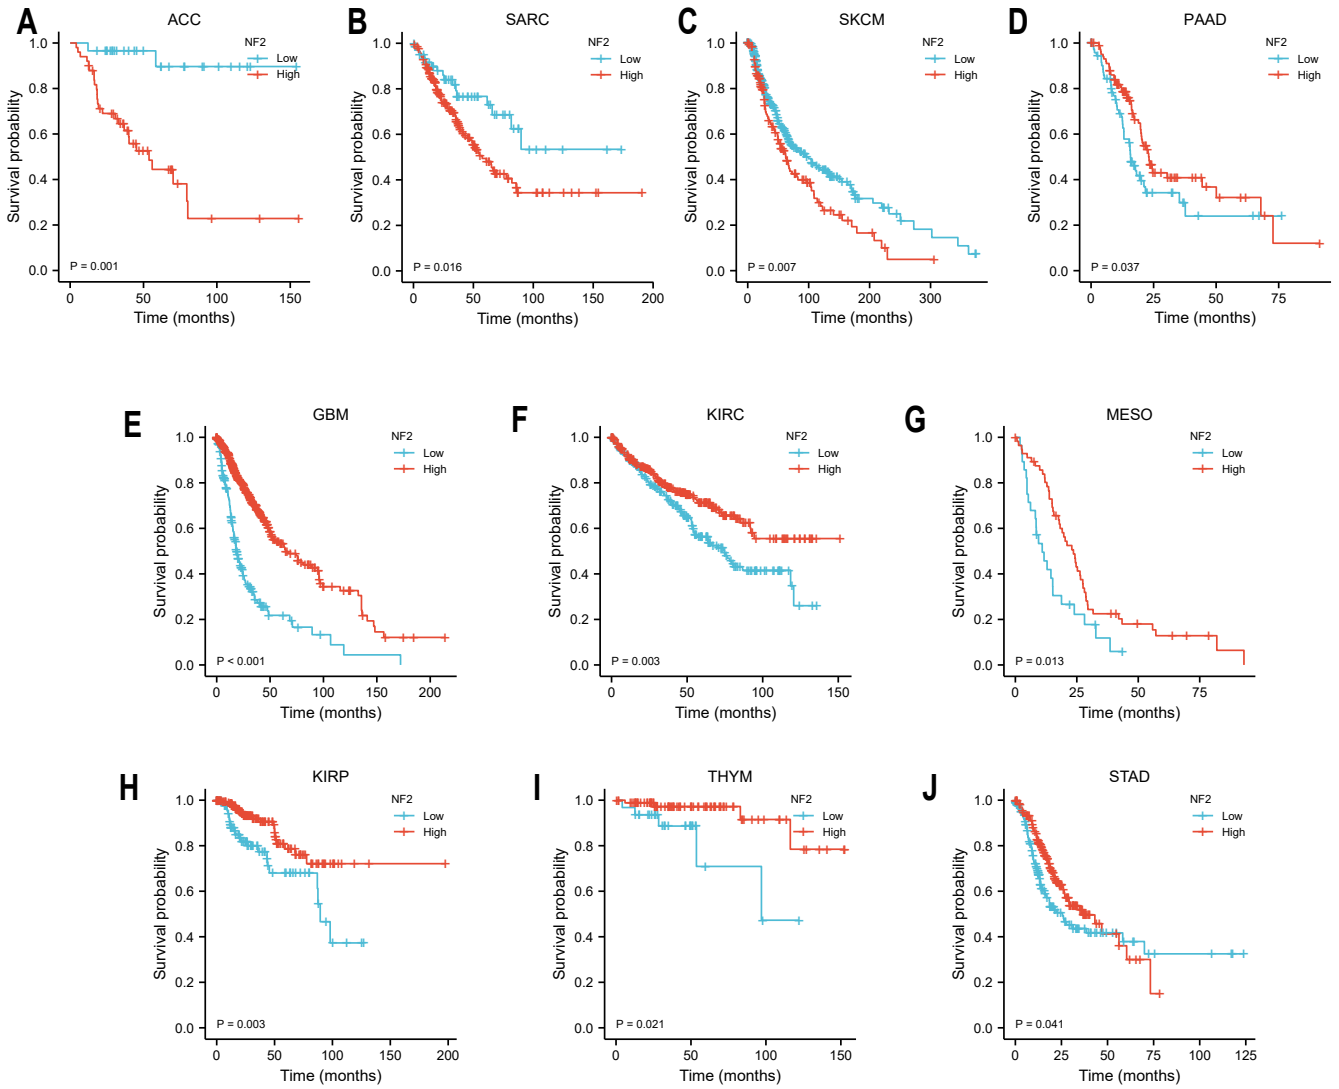 A
ACC
Survival probability
1.0
0.8
0.6
0.4
0.2
0.0
NF2
Low
High
P = 0.001
0 50 100 150
Time (months)
B
SARC
Survival probability
1.0
0.8
0.6
0.4
0.2
0.0
NF2
Low
High
P = 0.016
0 50 100 150 200
Time (months)
C
SKCM
Survival probability
1.0
0.8
0.6
0.4
0.2
0.0
NF2
Low
High
P = 0.007
0 100 200 300
Time (months)
D
PAAD
Survival probability
1.0
0.8
0.6
0.4
0.2
0.0
NF2
Low
High
P = 0.037
0 25 50 75
Time (months)
E
GBM
Survival probability
1.0
0.8
0.6
0.4
0.2
0.0
NF2
Low
High
P < 0.001
0 50 100 150 200
Time (months)
F
KIRC
Survival probability
1.0
0.8
0.6
0.4
0.2
0.0
NF2
Low
High
P = 0.003
0 50 100 150
Time (months)
G
MESO
Survival probability
1.0
0.8
0.6
0.4
0.2
0.0
NF2
Low
High
P = 0.013
0 25 50 75
Time (months)
H
KIRP
Survival probability
1.0
0.8
0.6
0.4
0.2
0.0
NF2
Low
High
P = 0.003
0 50 100 150 200
Time (months)
I
THYM
Survival probability
1.0
0.8
0.6
0.4
0.2
0.0
NF2
Low
High
P = 0.021
0 50 100 150
Time (months)
J
STAD
Survival probability
1.0
0.8
0.6
0.4
0.2
0.0
NF2
Low
High
P = 0.041
0 25 50 75 100 125
Time (months)